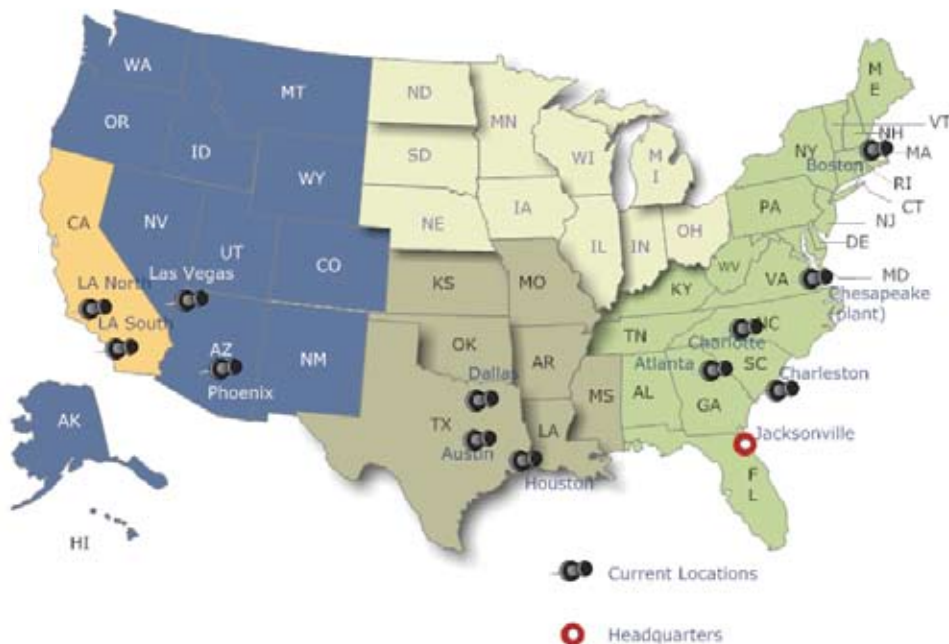 WA
MT
ND
MN
M
E
VT
NH
OR
ID
SD
WI
M
I
NY
Boston
MA
WY
RI
CT
CA
NV
NE
IA
PA
NJ
UT
CO
IL
IN
OH
DE
WV
VA
MD
LA North
Las Vegas
KS
MO
KY
Chesapeake
(plant)
LA South
NC
TN
Charlotte
AZ
NM
OK
AR
Atlanta
SC
Charleston
Phoenix
Dallas
MS
AL
GA
AK
TX
LA
Jacksonville
Austin
Houston
F
L
HI
Current Locations
Headquarters